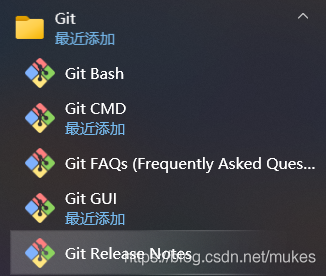 Git
最近添加
Git Bash
Git CMD
最近添加
Git FAQs (Frequently Asked Ques...
Git GUI
最近添加
Git Release Notes
https://blog.csdn.net/mukes